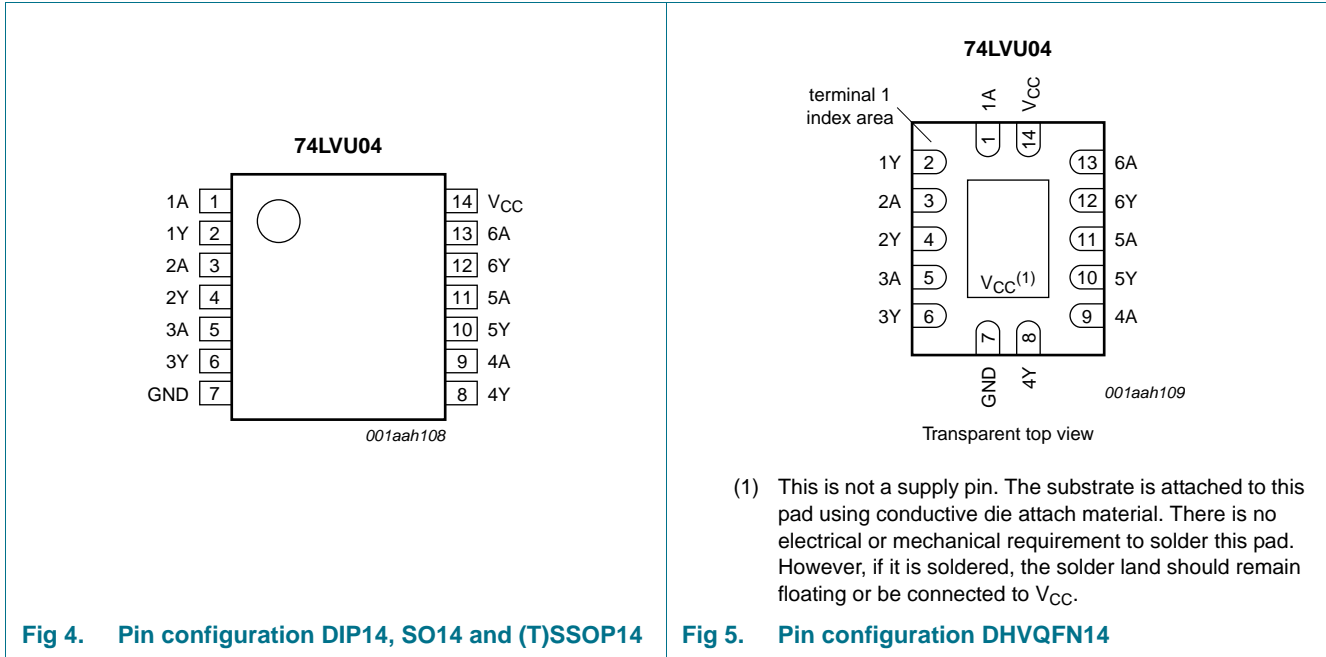 74LVU04
1A 1
1Y 2
2A 3
2Y 4
3A 5
3Y 6
GND 7
14 VCC
13 6A
12 6Y
11 5A
10 5Y
9 4A
8 4Y
001aah108
Fig 4. Pin configuration DIP14, SO14 and (T)SSOP14
74LVU04
terminal 1
index area
1A VCC
1 14
1Y 2
2A 3
2Y 4
3A 5
3Y 6
13 6A
12 6Y
11 5A
10 5Y
9 4A
VCC(1)
7 8
GND 4Y
001aah109
Transparent top view
(1) This is not a supply pin. The substrate is attached to this
pad using conductive die attach material. There is no
electrical or mechanical requirement to solder this pad.
However, if it is soldered, the solder land should remain
floating or be connected to VCC.
Fig 5. Pin configuration DHVQFN14